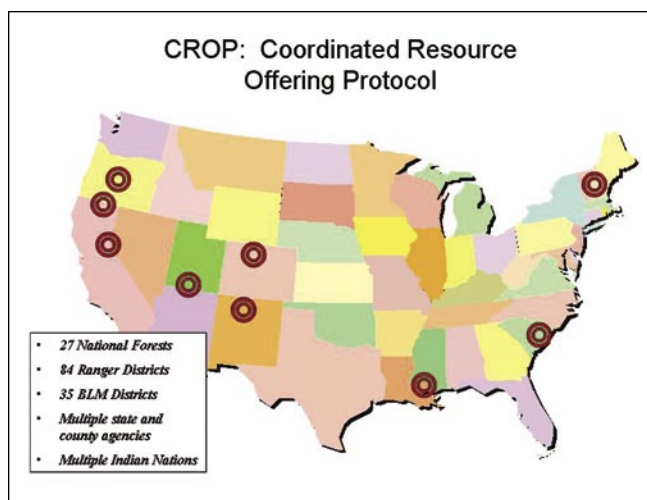 CROP:  Coordinated Resource
Offering Protocol
• 27 National Forests
• 84 Ranger Districts
• 35 BLM Districts
• Multiple state and
county agencies
• Multiple Indian Nations